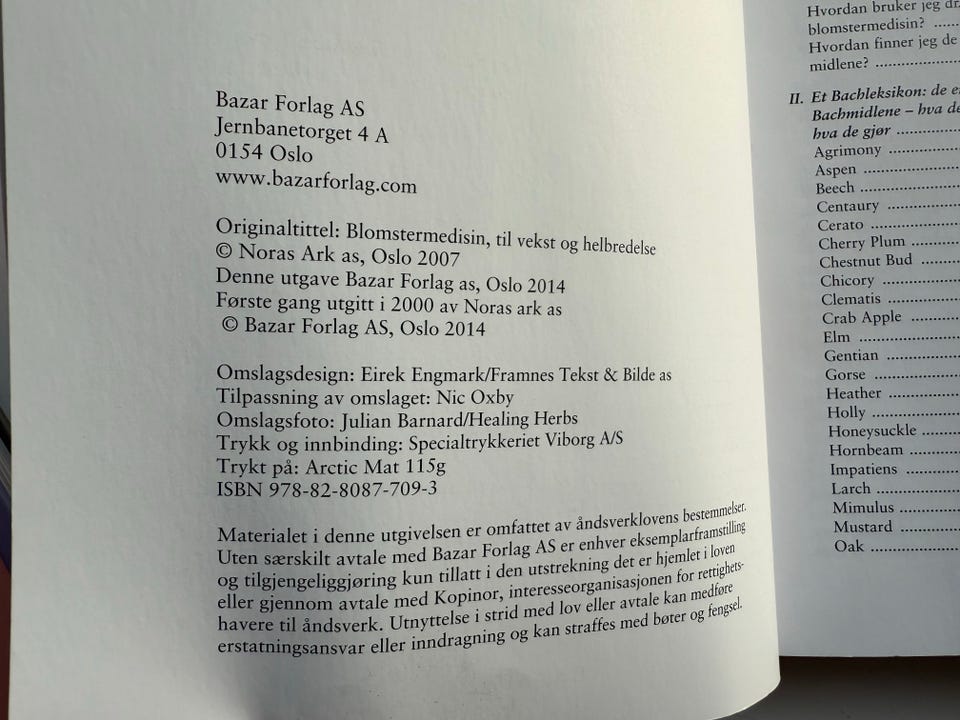 Bazar Forlag AS
Jernbanetorget 4 A
0154 Oslo
www.bazarforlag.com
Originaltittel: Blomstermedisin, til vekst og helbredelse
© Noras Ark as, Oslo 2007
Denne utgave Bazar Forlag as, Oslo 2014
Første gang utgitt i 2000 av Noras ark as
© Bazar Forlag AS, Oslo 2014
Omslagsdesign: Eirek Engmark/Framnes Tekst & Bilde as
Tilpassning av omslaget: Nic Oxby
Omslagsfoto: Julian Barnard/Healing Herbs
Trykk og innbinding: Specialtrykkeriet Viborg A/S
Trykt på: Arctic Mat 115g
ISBN 978-82-8087-709-3
Materialet i denne utgivelsen er omfattet av åndsverklovens bestemmelser.
Uten særskilt avtale med Bazar Forlag AS er enhver eksemplarframstilling
og tilgjengeliggjøring kun tillatt i den utstrekning det er hjemlet i loven
eller gjennom avtale med Kopinor, interesseorganisasjonen for rettighets-
havere til åndsverk. Utnyttelse i strid med lov eller avtale kan medføre
erstatningsansvar eller inndragning og kan straffes med bøter og fengsel.
Hvordan bruker jeg
blomstermedisin? .....
Hvordan finner jeg de
midlene? .................
II. Et Bachleksikon: de
Bachmidlene – hva de
hva de gjør .............
Agrimony ...............
Aspen ....................
Beech ....................
Centaury ................
Cerato ...................
Cherry Plum ..........
Chestnut Bud ........
Chicory .................
Clematis ................
Crab Apple ...........
Elm .......................
Gentian .................
Gorse ....................
Heather .................
Holly .....................
Honeysuckle .........
Hornbeam .............
Impatiens ..............
Larch ....................
Mimulus ................
Mustard .................
Oak .......................